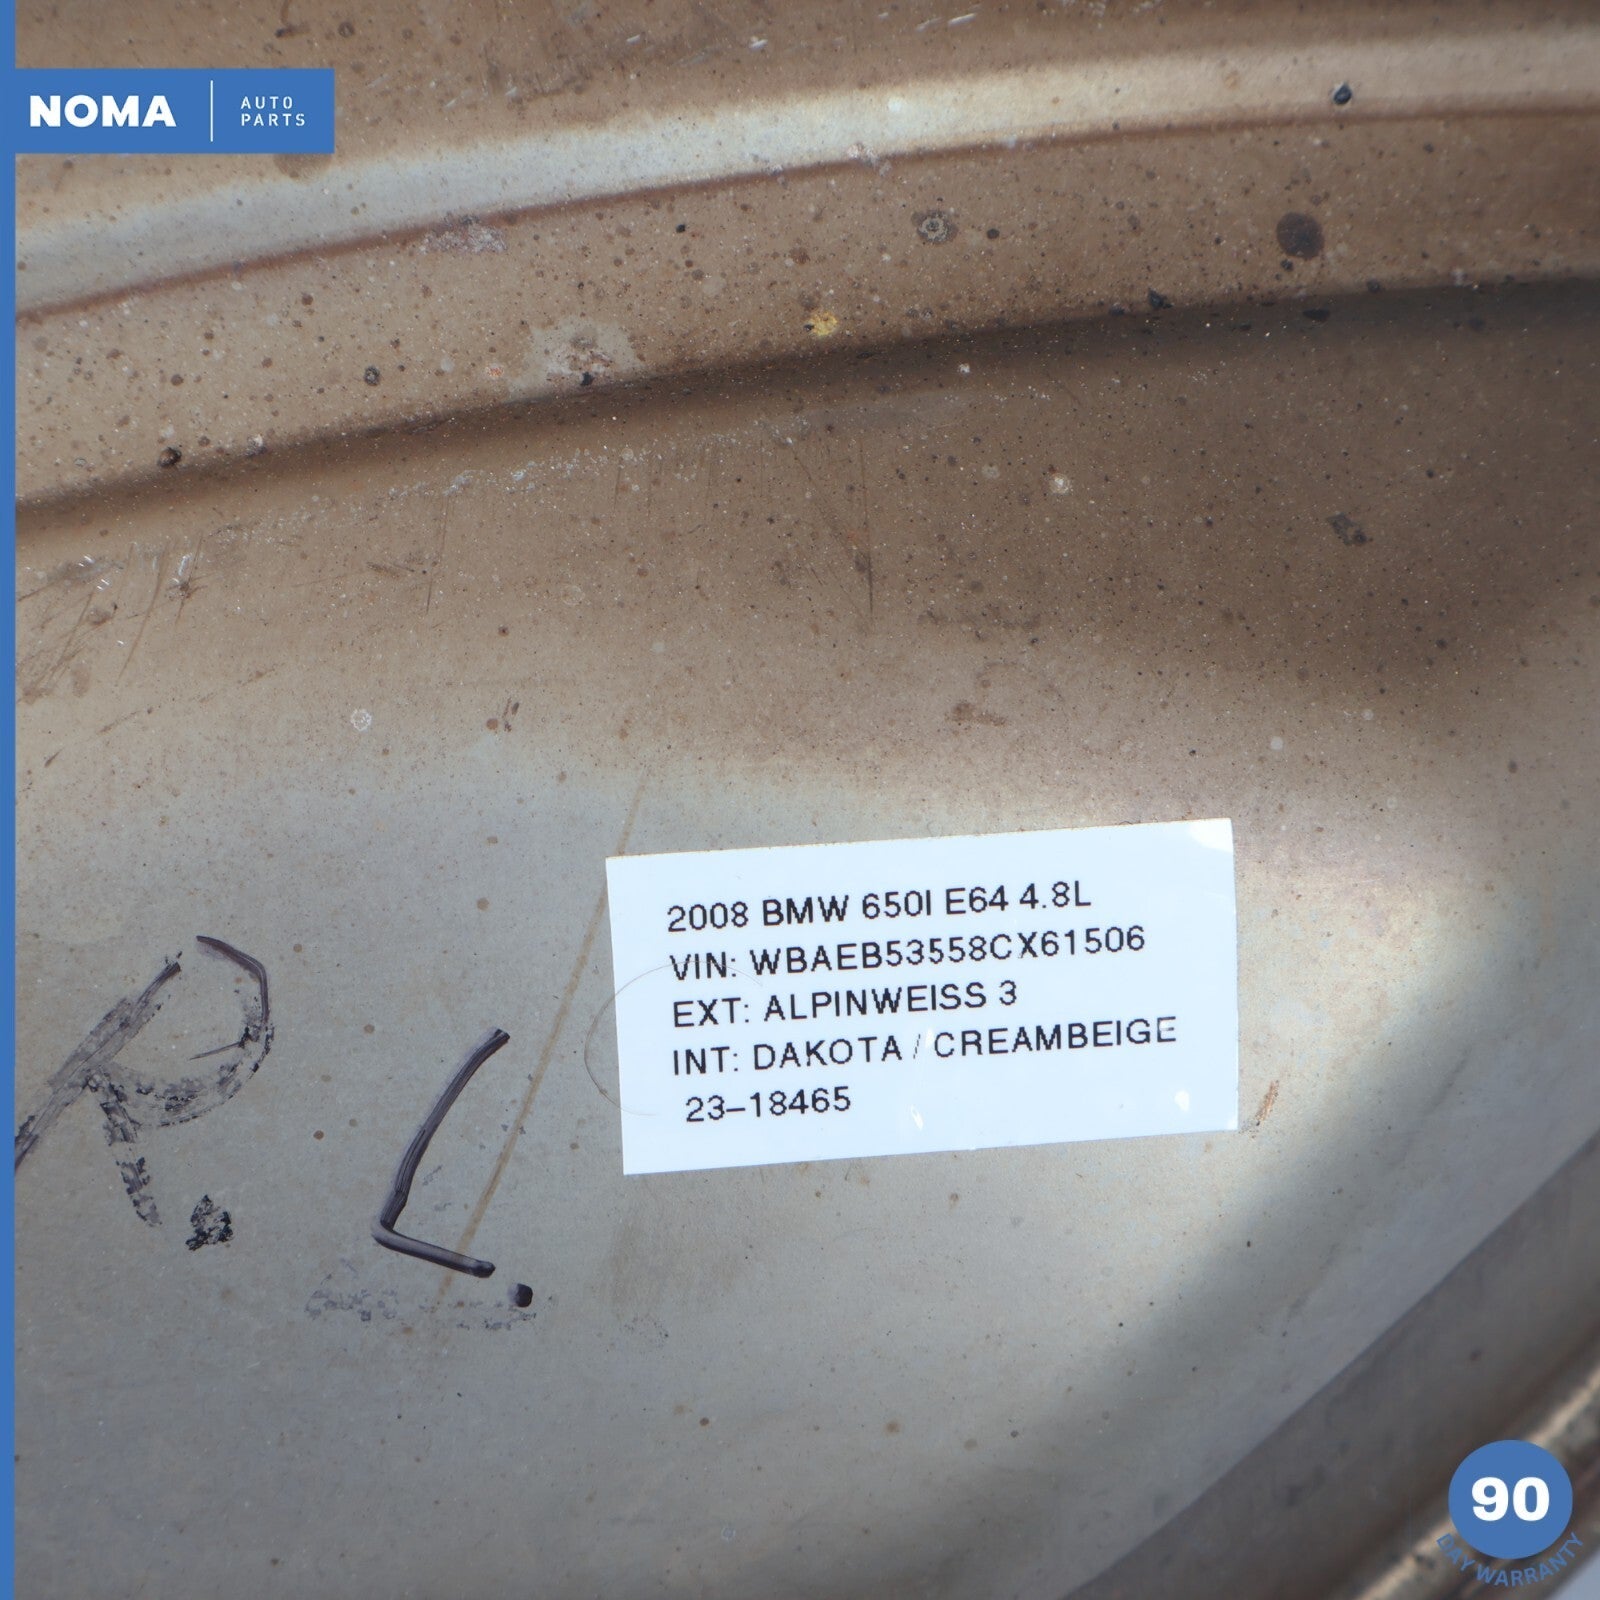 NOMA
AUTO
PARTS
2008 BMW 650I E64 4.8L
VIN: WBAEB53558CX61506
EXT: ALPINWEISS 3
INT: DAKOTA / CREAMBEIGE
23-18465
R. L.
90
DAY WARRANTY